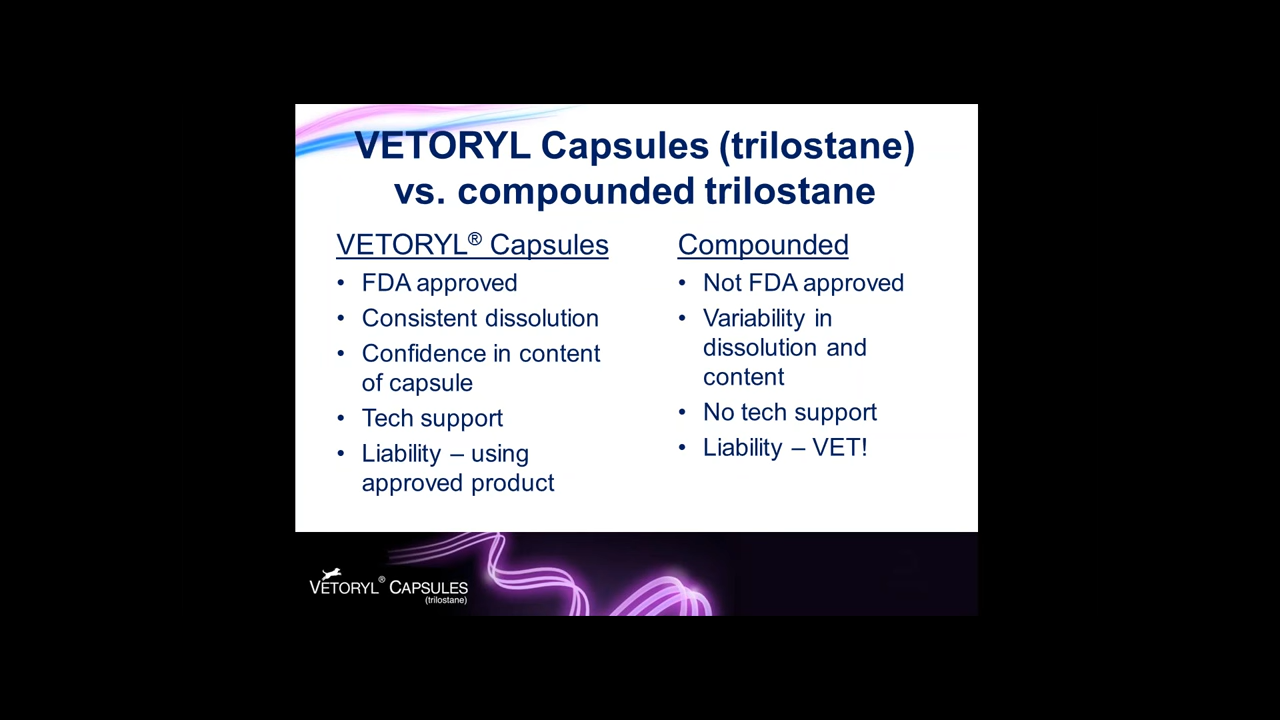 VETORYL Capsules (trilostane)
vs. compounded trilostane
VETORYL® Capsules
• FDA approved
• Consistent dissolution
• Confidence in content
of capsule
• Tech support
• Liability – using
approved product
Compounded
• Not FDA approved
• Variability in
dissolution and
content
• No tech support
• Liability – VET!
VETORYL® CAPSULES
(trilostane)